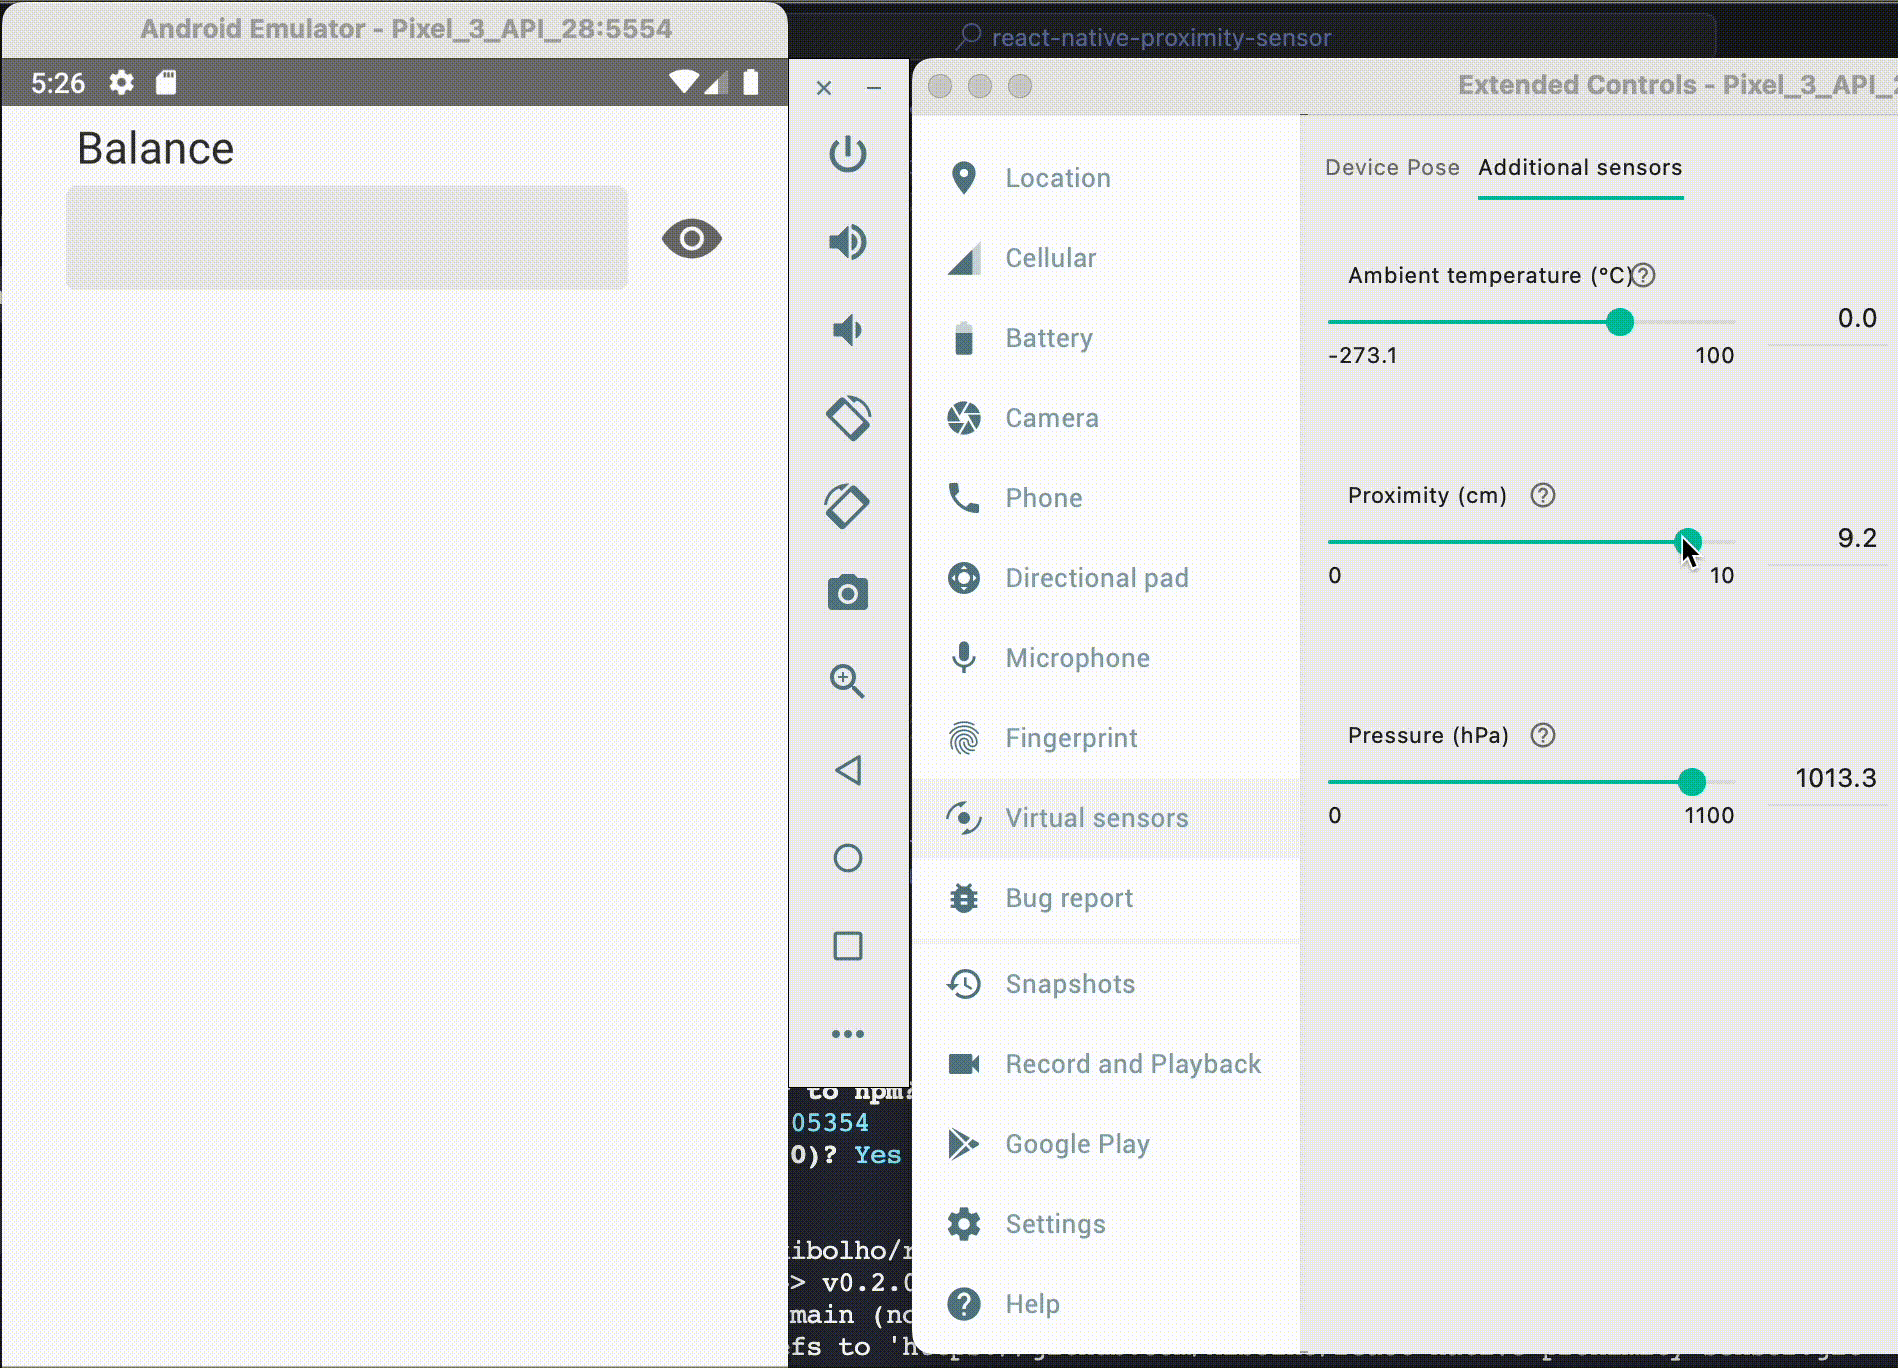 Android Emulator - Pixel_3_API_28:5554
react-native-proximity-sensor
5:26
Balance
Extended Controls - Pixel_3_API_2
Location
Cellular
Battery
Camera
Phone
Directional pad
Microphone
Fingerprint
Virtual sensors
Bug report
Snapshots
Record and Playback
Google Play
Settings
Help
Device Pose Additional sensors
Ambient temperature (°C)
0.0
-273.1 100
Proximity (cm)
9.2
0 10
Pressure (hPa)
1013.3
0 1100
to npm?
05354
0)? Yes
ibolho/r
> v0.2.0
main (no
efs to 'h